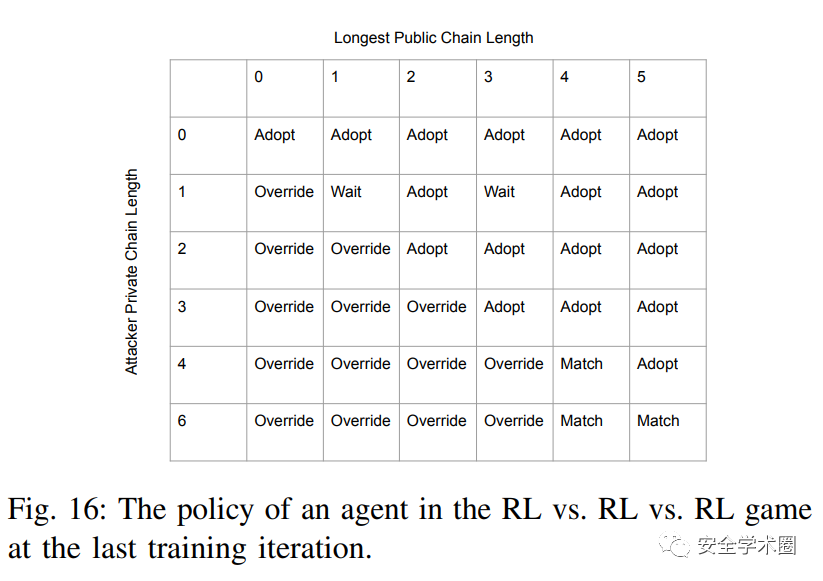 Longest Public Chain Length
0 1 2 3 4 5
Attacker Private Chain Length
0 Adopt Adopt Adopt Adopt Adopt Adopt
1 Override Wait Adopt Wait Adopt Adopt
2 Override Override Adopt Adopt Adopt Adopt
3 Override Override Override Adopt Adopt Adopt
4 Override Override Override Override Match Adopt
6 Override Override Override Override Match Match
Fig. 16: The policy of an agent in the RL vs. RL vs. RL game
at the last training iteration.
安全学术圈